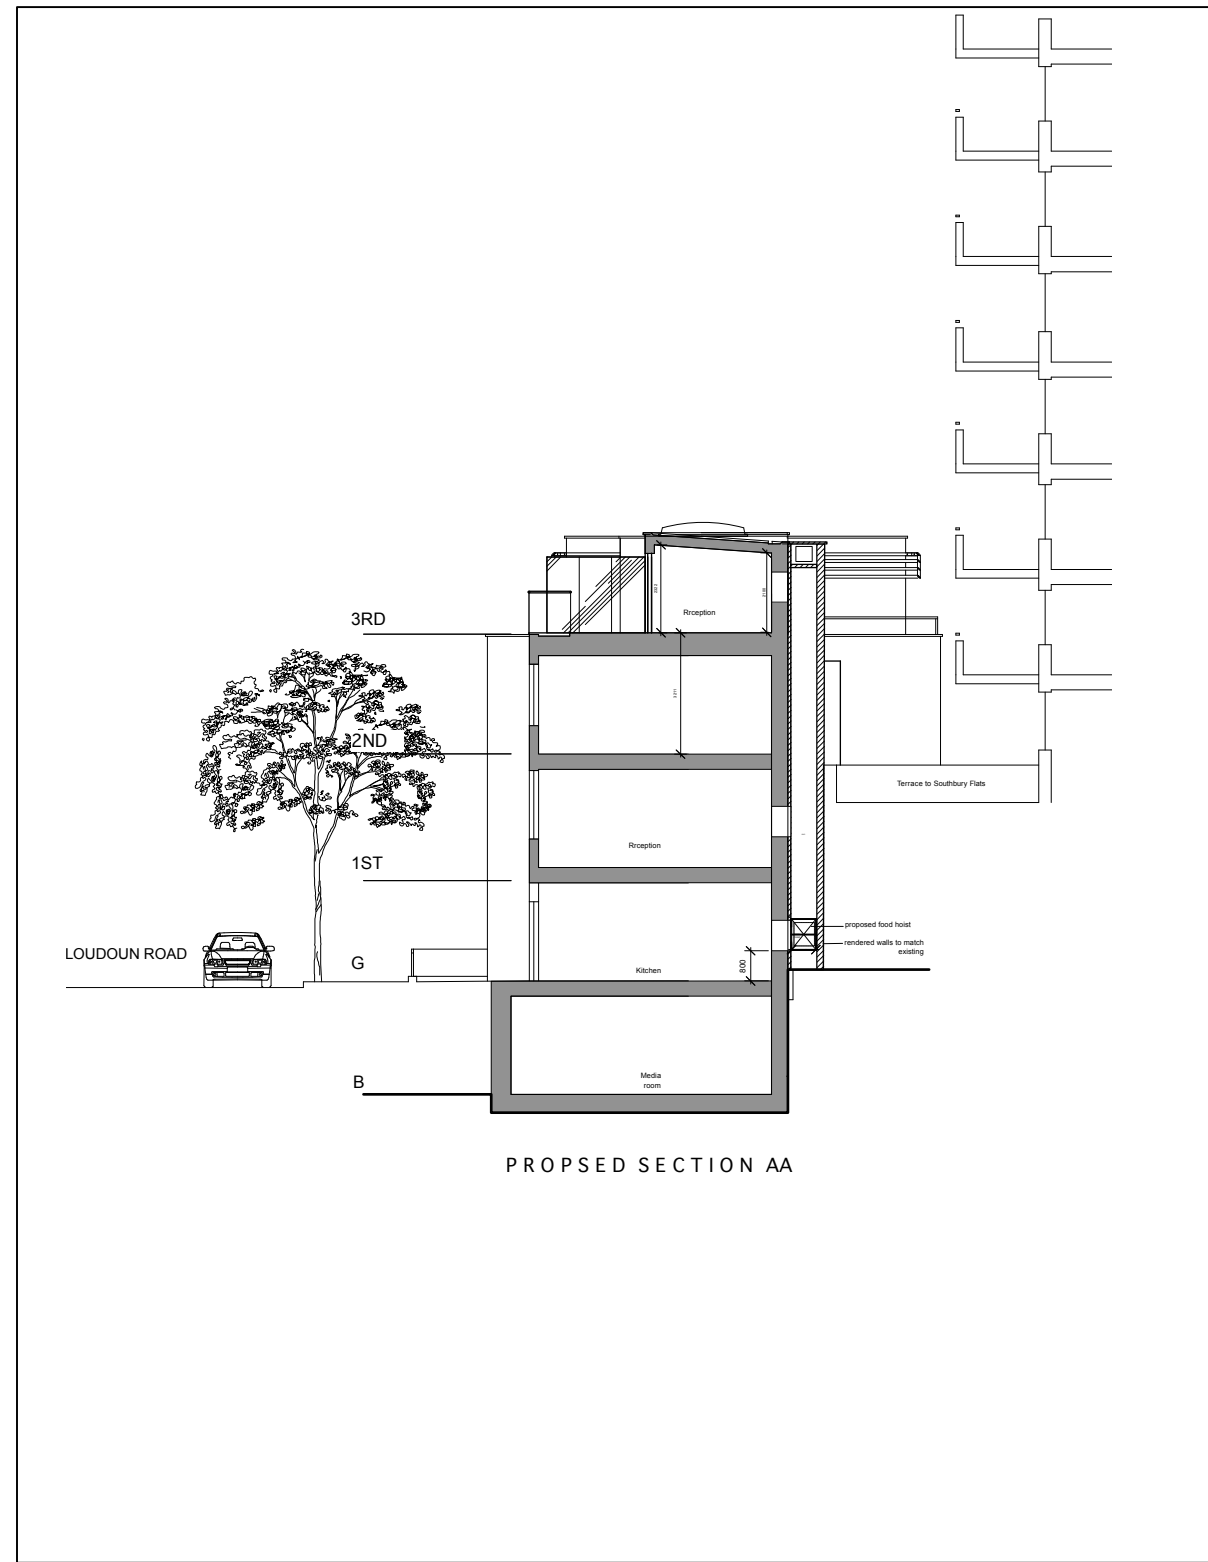 3RD
Rrception
2ND
Rrception
1ST
proposed food hoist
rendered walls to match
existing
LOUDOUN ROAD
G
Kitchen
800
Terrace to Southbury Flats
B
Media
room
PROPSED SECTION AA